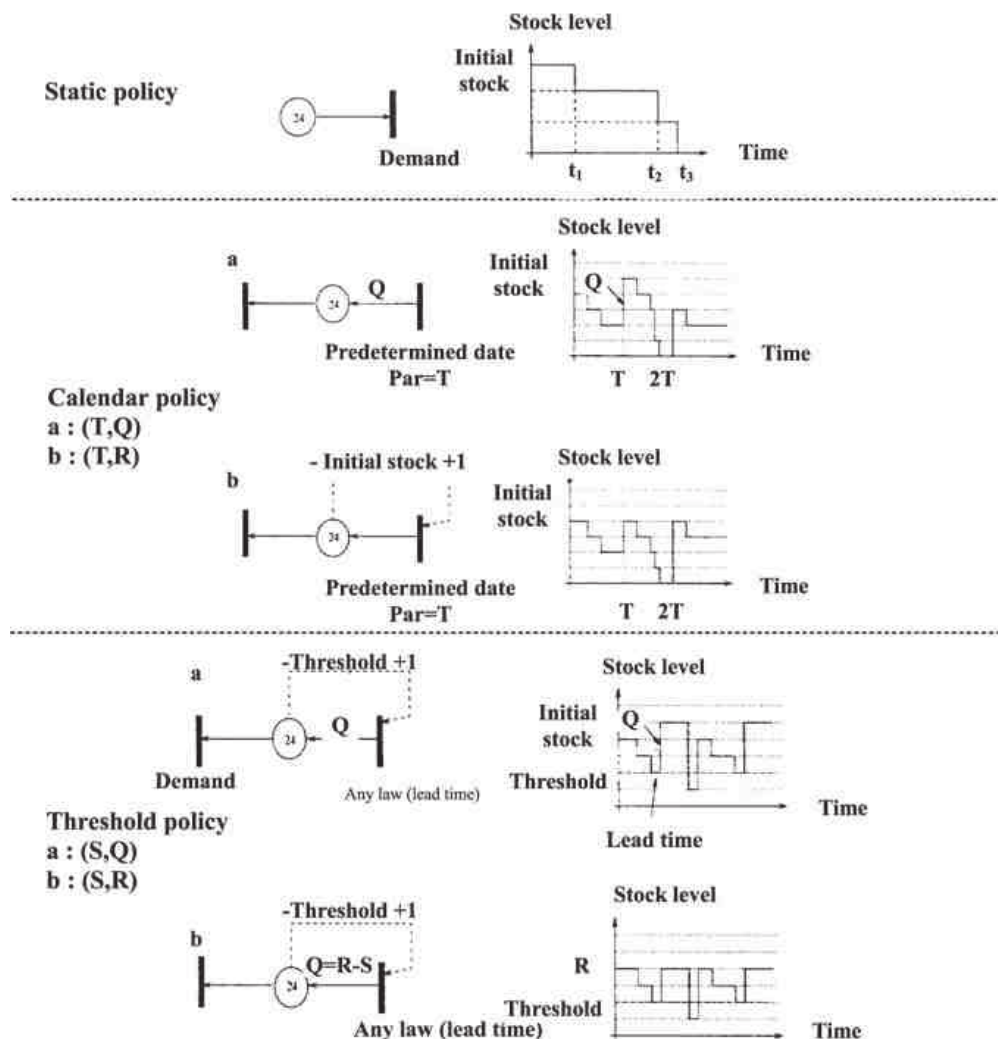 Stock level
Initial
stock
Static policy
24
Demand
Time
t₁ t₂ t₃
Stock level
a
Initial
stock
Q
24
Q
Predetermined date
Par=T
Time
T 2T
Calendar policy
a : (T,Q)
b : (T,R)
- Initial stock +1
Stock level
b
Initial
stock
24
Predetermined date
Par=T
Time
T 2T
-Threshold +1
Stock level
a
Q
24
Initial
stock
Q
Threshold
Demand
Any law (lead time)
Time
Lead time
Threshold policy
a : (S,Q)
b : (S,R)
-Threshold +1
Stock level
b
Q=R-S
24
R
Threshold
Any law (lead time)
Time